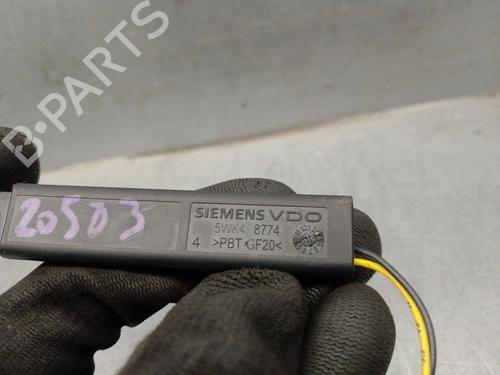 B-PARTS
20503
SIEMENS VDO
5WK4 8774
4 >PBT GF20<